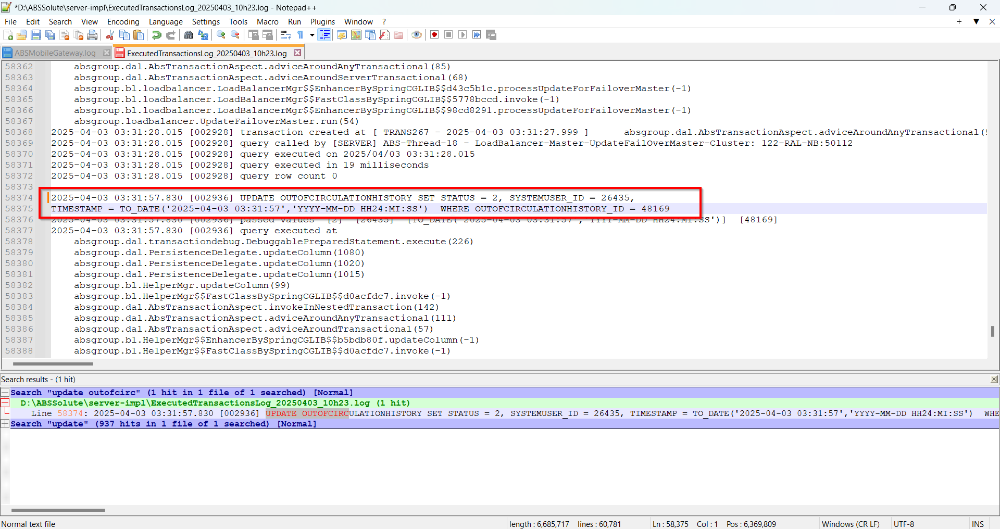 *D:\ABSSolute\server-impl\ExecutedTransactionsLog_20250403_10h23.log - Notepad++
File Edit Search View Encoding Language Settings Tools Macro Run Plugins Window ?
ABSMobileGateway.log ExecutedTransactionsLog_20250403_10h23.log
58362 absgroup.dal.AbsTransactionAspect.adviceAroundAnyTransactional(85)
58363 absgroup.dal.AbsTransactionAspect.adviceAroundServerTransactional(68)
58364 absgroup.bl.loadbalancer.LoadBalancerMgr$$EnhancerBySpringCGLIB$$d43c5b1c.processUpdateForFailoverMaster(-1)
58365 absgroup.bl.loadbalancer.LoadBalancerMgr$$FastClassBySpringCGLIB$$5778bccd.invoke(-1)
58366 absgroup.bl.loadbalancer.LoadBalancerMgr$$EnhancerBySpringCGLIB$$98cd8291.processUpdateForFailoverMaster(-1)
58367 absgroup.loadbalancer.UpdateFailoverMaster.run(54)
58368 2025-04-03 03:31:28.015 [002928] transaction created at [ TRANS267 - 2025-04-03 03:31:27.999 ] absgroup.dal.AbsTransactionAspect.adviceAroundAnyTransactional(
58369 2025-04-03 03:31:28.015 [002928] query called by [SERVER] ABS-Thread-18 - LoadBalancer-Master-UpdateFailOverMaster-Cluster: 122-RAL-NB:50112
58370 2025-04-03 03:31:28.015 [002928] query executed on 2025/04/03 03:31:28.015
58371 2025-04-03 03:31:28.015 [002928] query executed in 19 milliseconds
58372 2025-04-03 03:31:28.015 [002928] query row count 0
58373
58374 2025-04-03 03:31:57.830 [002936] UPDATE OUTOFCIRCULATIONHISTORY SET STATUS = 2, SYSTEMUSER_ID = 26435,
58375 TIMESTAMP = TO_DATE('2025-04-03 03:31:57','YYYY-MM-DD HH24:MI:SS') WHERE OUTOFCIRCULATIONHISTORY_ID = 48169
58376 2025-04-03 03:31:57.830 [002936] passed values [2] [26435] [TO_DATE('2025-04-03 03:31:57','YYYY-MM-DD HH24:MI:SS')] [48169]
58377 2025-04-03 03:31:57.830 [002936] query executed at
58378 absgroup.dal.transactiondebug.DebuggablePreparedStatement.execute(226)
58379 absgroup.dal.PersistenceDelegate.updateColumn(1080)
58380 absgroup.dal.PersistenceDelegate.updateColumn(1020)
58381 absgroup.dal.PersistenceDelegate.updateColumn(1015)
58382 absgroup.bl.HelperMgr.updateColumn(99)
58383 absgroup.bl.HelperMgr$$FastClassBySpringCGLIB$$d0acfdc7.invoke(-1)
58384 absgroup.dal.AbsTransactionAspect.invokeInNestedTransaction(142)
58385 absgroup.dal.AbsTransactionAspect.adviceAroundAnyTransactional(111)
58386 absgroup.dal.AbsTransactionAspect.adviceAroundTransactional(57)
58387 absgroup.bl.HelperMgr$$EnhancerBySpringCGLIB$$b5bdb80f.updateColumn(-1)
58388 absgroup.bl.HelperMgr$$FastClassBySpringCGLIB$$d0acfdc7.invoke(-1)
Search results - (1 hit)
Search "update outofcirc" (1 hit in 1 file of 1 searched) [Normal]
D:\ABSSolute\server-impl\ExecutedTransactionsLog_20250403_10h23.log (1 hit)
Line 58374: 2025-04-03 03:31:57.830 [002936] UPDATE OUTOFCIRCULATIONHISTORY SET STATUS = 2, SYSTEMUSER_ID = 26435, TIMESTAMP = TO_DATE('2025-04-03 03:31:57','YYYY-MM-DD HH24:MI:SS') WHE
Search "update" (937 hits in 1 file of 1 searched) [Normal]
Normal text file length : 6,685,717 lines : 60,781 Ln : 58,375 Col : 1 Pos : 6,369,809 Windows (CR LF) UTF-8 INS